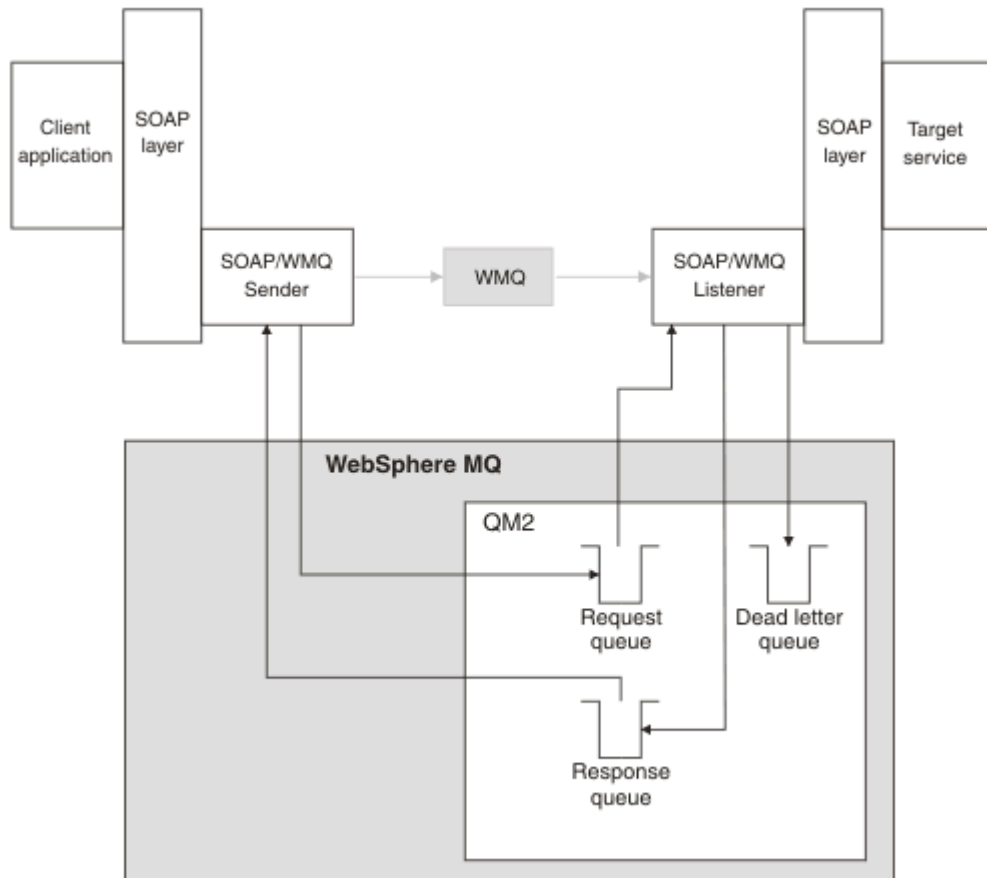 Client
application
SOAP
layer
SOAP/WMQ
Sender
WMQ
SOAP/WMQ
Listener
SOAP
layer
Target
service
WebSphere MQ
QM2
Request
queue
Dead letter
queue
Response
queue